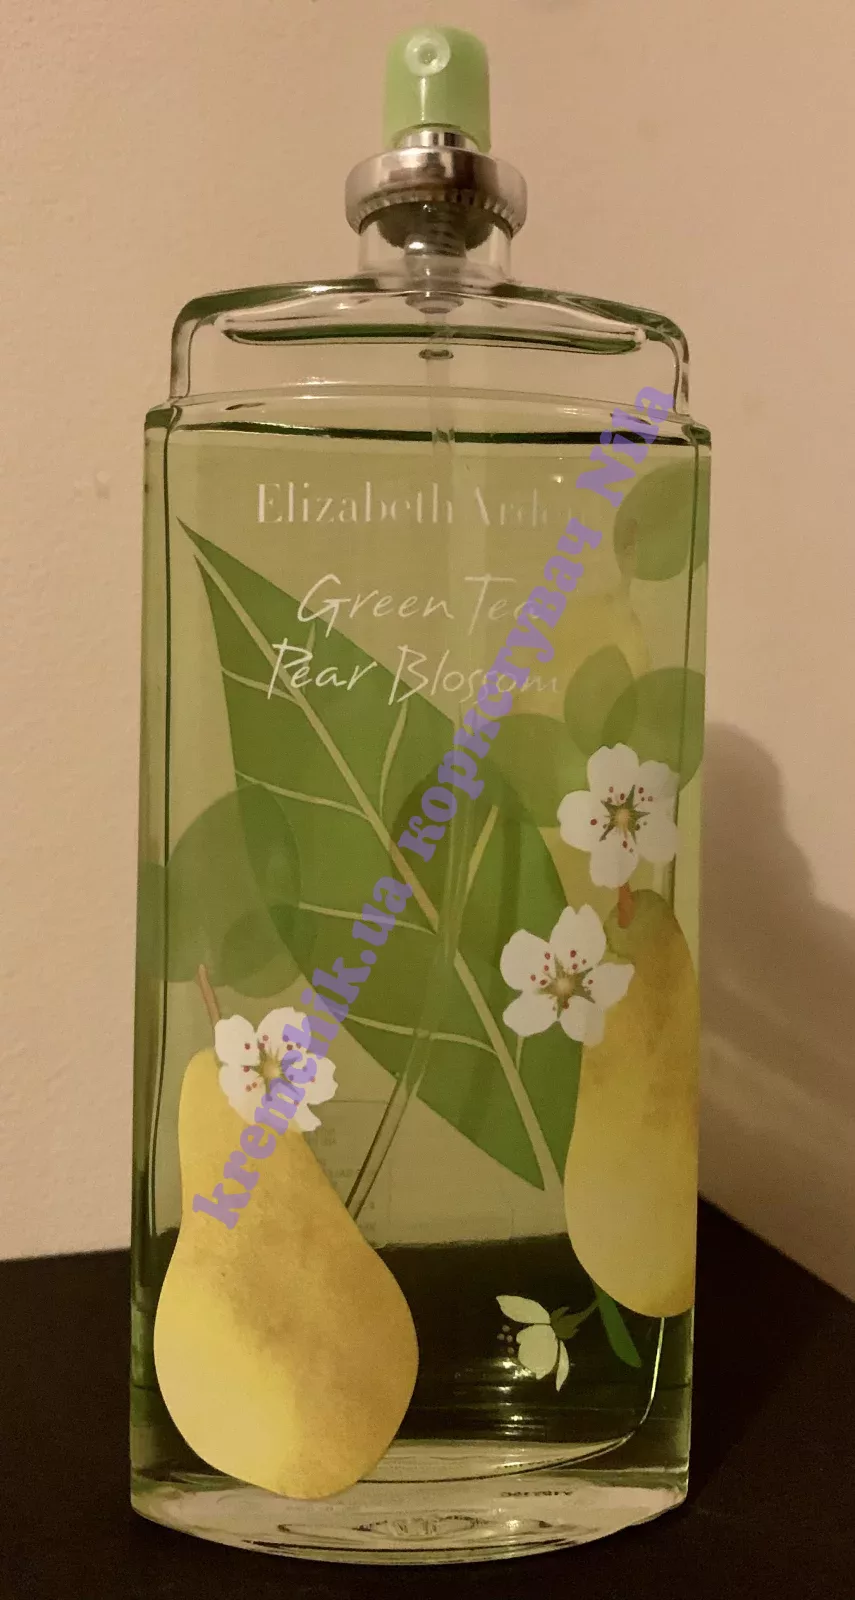 Elizabeth Arden
Green Tea
Pear Blossom
kremchik.ua користувач Nila